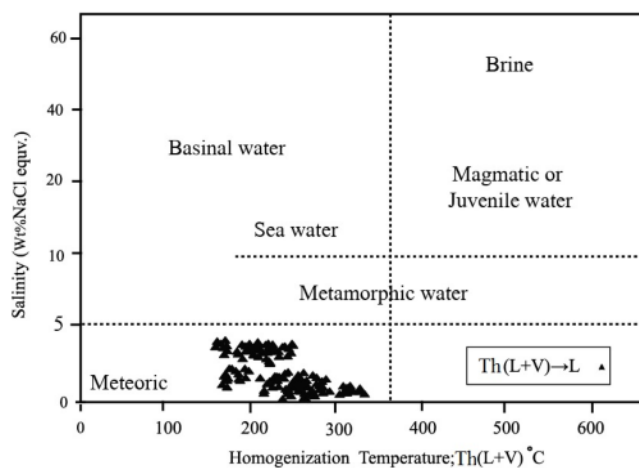 60
Brine
40
Basinal water
Magmatic or
Juvenile water
20
Sea water
10
Metamorphic water
5
Th(L+V)→L ▲
Meteoric
0
0 100 200 300 400 500 600
Homogenization Temperature;Th(L+V) °C
Salinity (wt%NaCl equv.)